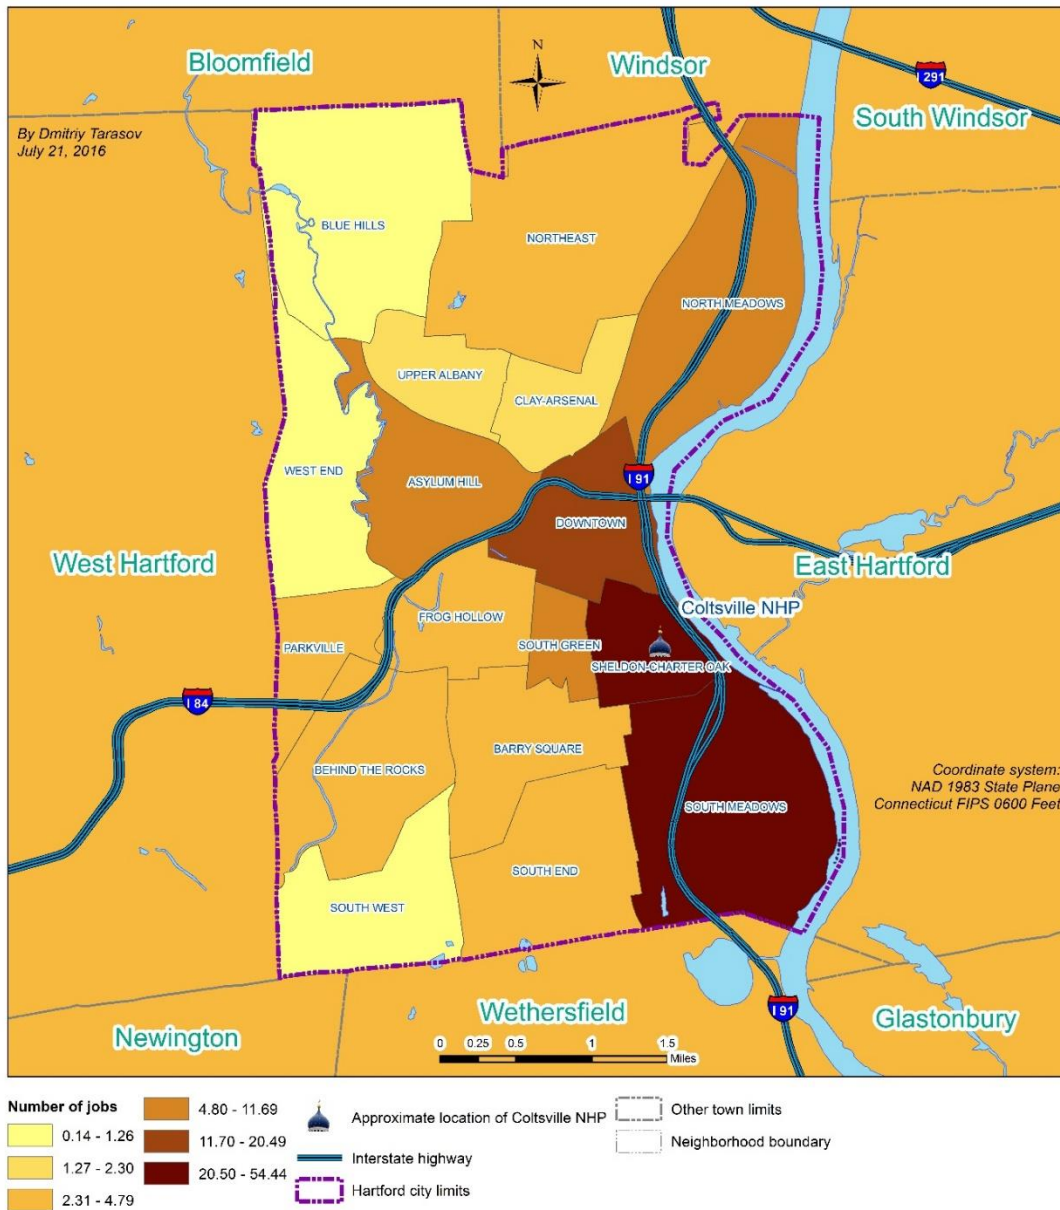 Bloomfield
Windsor
N
I 291
South Windsor
By Dmitriy Tarasov
July 21, 2016
BLUE HILLS
NORTHEAST
NORTH MEADOWS
UPPER ALBANY
CLAY-ARSENAL
WEST END
ASYLUM HILL
I 91
DOWNTOWN
West Hartford
East Hartford
Coltsville NHP
FROG HOLLOW
PARKVILLE
SOUTH GREEN
SHELDON-CHARTER OAK
I 84
BARRY SQUARE
BEHIND THE ROCKS
Coordinate system:
NAD 1983 State Plane
Connecticut FIPS 0600 Feet
SOUTH MEADOWS
SOUTH END
SOUTH WEST
I 91
Wethersfield
Glastonbury
Newington
0 0.25 0.5 1 1.5
Miles
Number of jobs
0.14 - 1.26
1.27 - 2.30
2.31 - 4.79
4.80 - 11.69
11.70 - 20.49
20.50 - 54.44
Approximate location of Coltsville NHP
Interstate highway
Hartford city limits
Other town limits
Neighborhood boundary